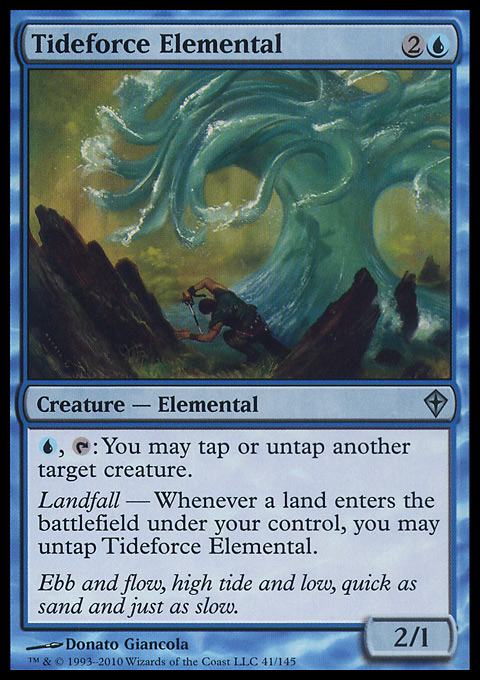 Tideforce Elemental 2
Creature — Elemental
, : You may tap or untap another
target creature.
Landfall — Whenever a land enters the
battlefield under your control, you may
untap Tideforce Elemental.
Ebb and flow, high tide and low, quick as
sand and just as slow.
Donato Giancola
2/1
™ & © 1993–2010 Wizards of the Coast LLC 41/145